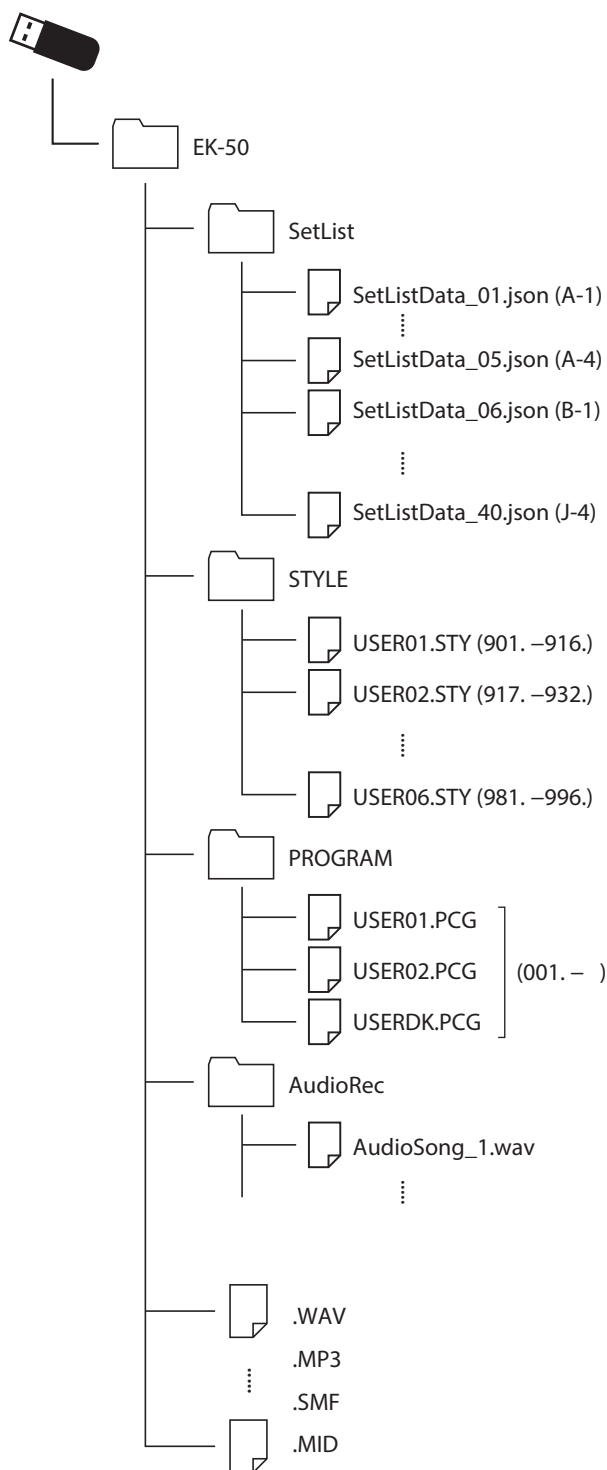 EK-50
SetList
SetListData_01.json (A-1)
SetListData_05.json (A-4)
SetListData_06.json (B-1)
SetListData_40.json (J-4)
STYLE
USER01.STY (901. –916.)
USER02.STY (917. –932.)
USER06.STY (981. –996.)
PROGRAM
USER01.PCG
USER02.PCG (001. – )
USERDK.PCG
AudioRec
AudioSong_1.wav
.WAV
.MP3
.SMF
.MID